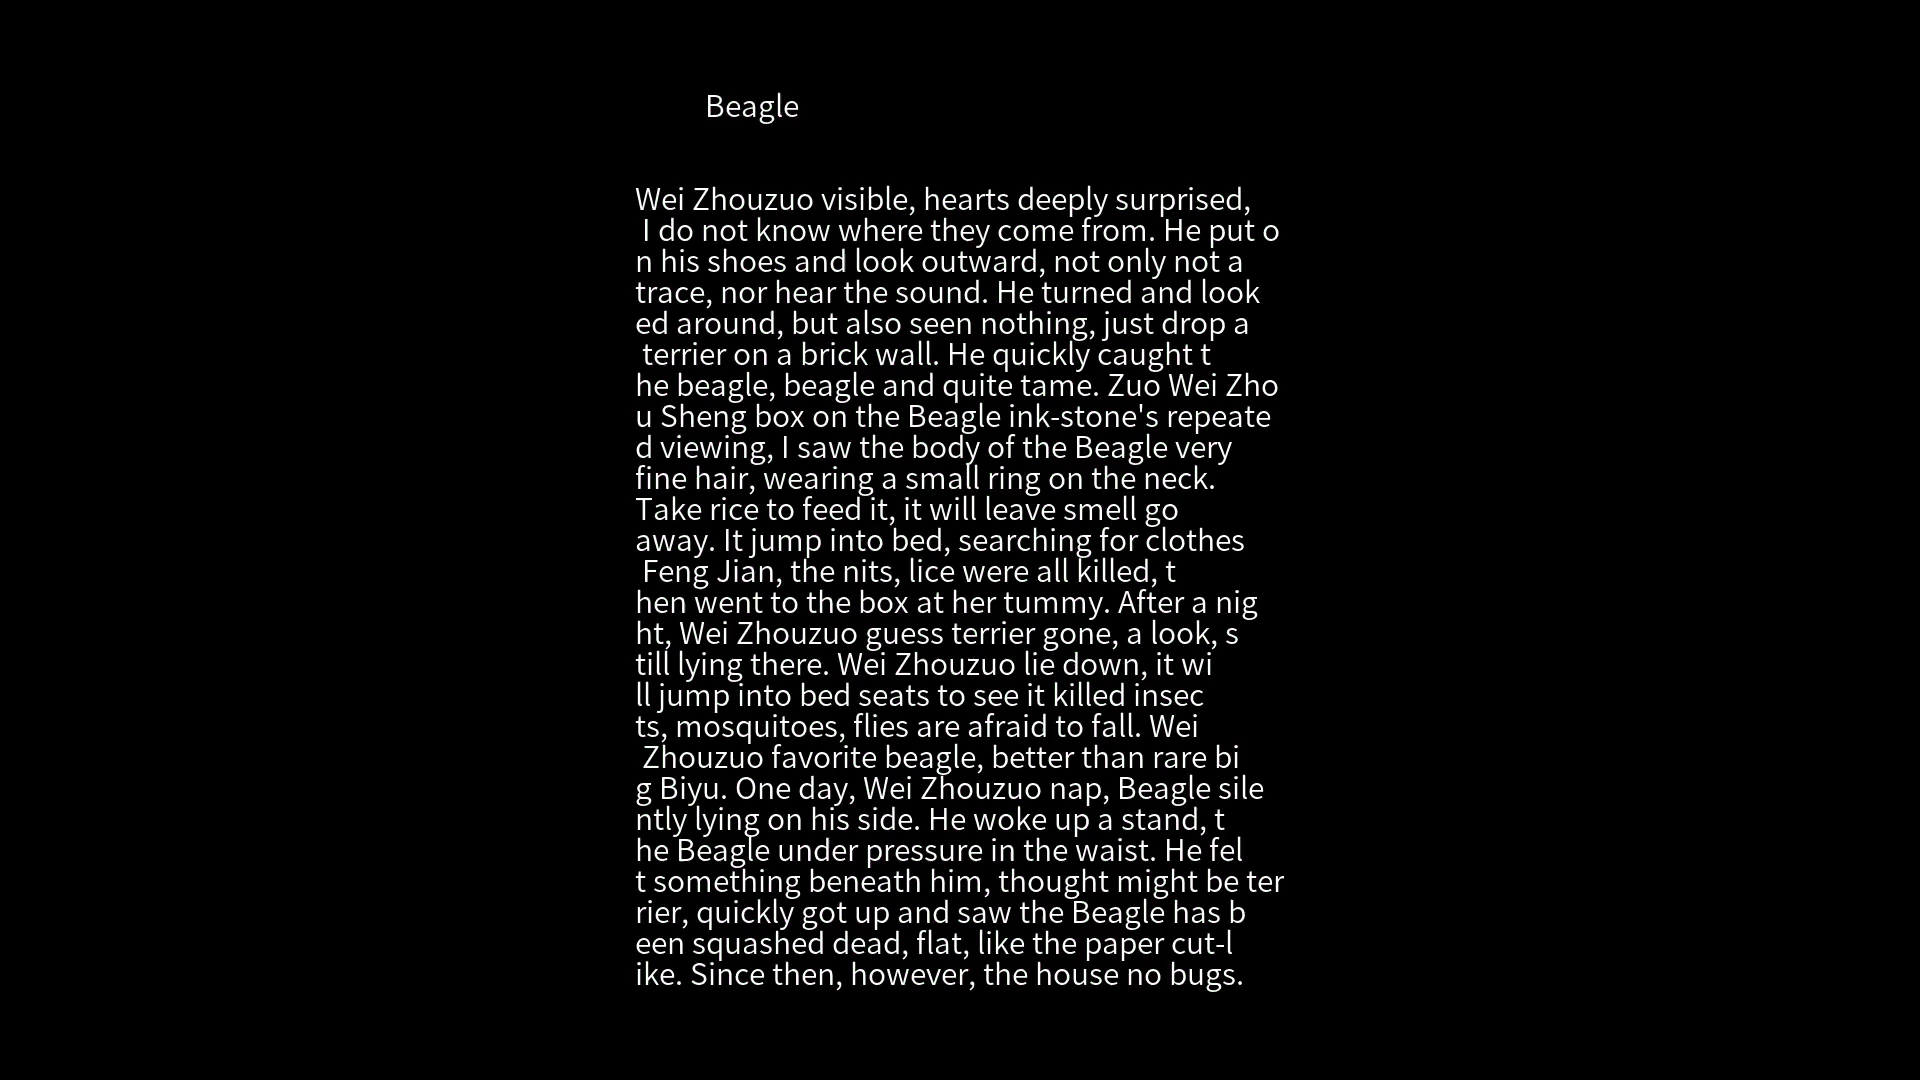 Beagle
Wei Zhouzuo visible, hearts deeply surprised,
I do not know where they come from. He put o
n his shoes and look outward, not only not a
trace, nor hear the sound. He turned and look
ed around, but also seen nothing, just drop a
terrier on a brick wall. He quickly caught t
he beagle, beagle and quite tame. Zuo Wei Zho
u Sheng box on the Beagle ink-stone's repeate
d viewing, I saw the body of the Beagle very
fine hair, wearing a small ring on the neck.
Take rice to feed it, it will leave smell go
away. It jump into bed, searching for clothes
Feng Jian, the nits, lice were all killed, t
hen went to the box at her tummy. After a nig
ht, Wei Zhouzuo guess terrier gone, a look, s
till lying there. Wei Zhouzuo lie down, it wi
ll jump into bed seats to see it killed insec
ts, mosquitoes, flies are afraid to fall. Wei
Zhouzuo favorite beagle, better than rare bi
g Biyu. One day, Wei Zhouzuo nap, Beagle sile
ntly lying on his side. He woke up a stand, t
he Beagle under pressure in the waist. He fel
t something beneath him, thought might be ter
rier, quickly got up and saw the Beagle has b
een squashed dead, flat, like the paper cut-l
ike. Since then, however, the house no bugs.